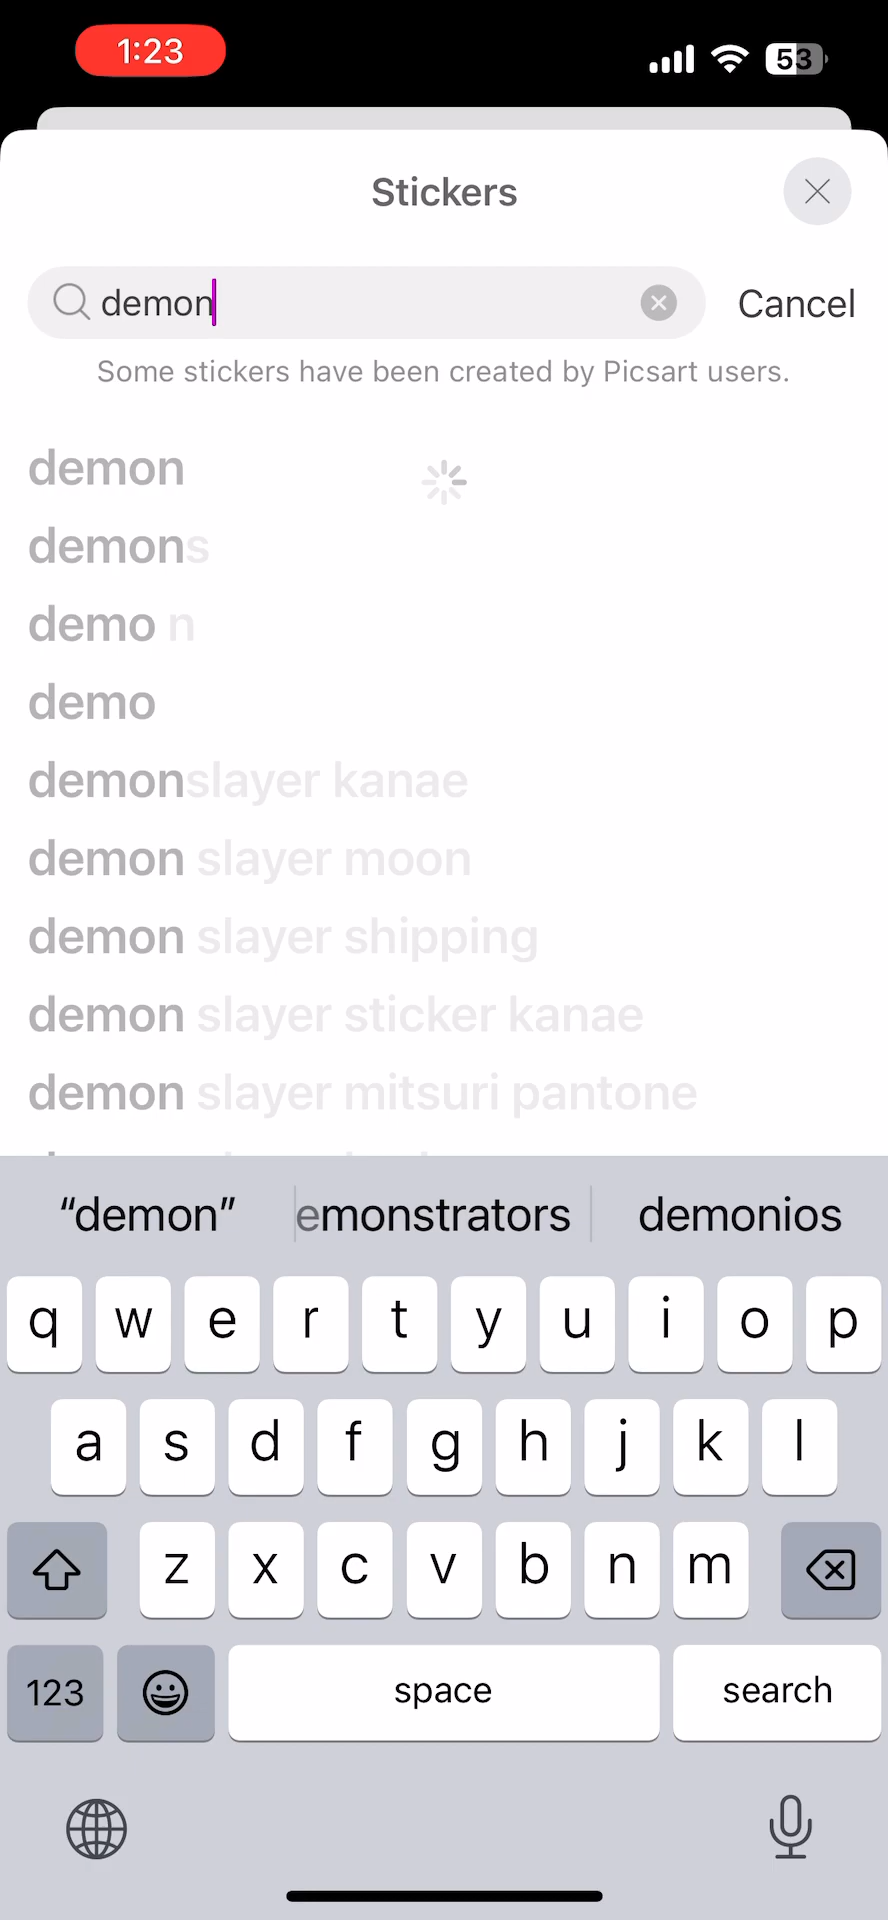 1:23
53
Stickers
demon
Cancel
Some stickers have been created by Picsart users.
demon
demons
demo n
demo
demonslayer kanae
demon slayer moon
demon slayer shipping
demon slayer sticker kanae
demon slayer mitsuri pantone
“demon” emonstrators demonios
q w e r t y u i o p
a s d f g h j k l
z x c v b n m
123 space search